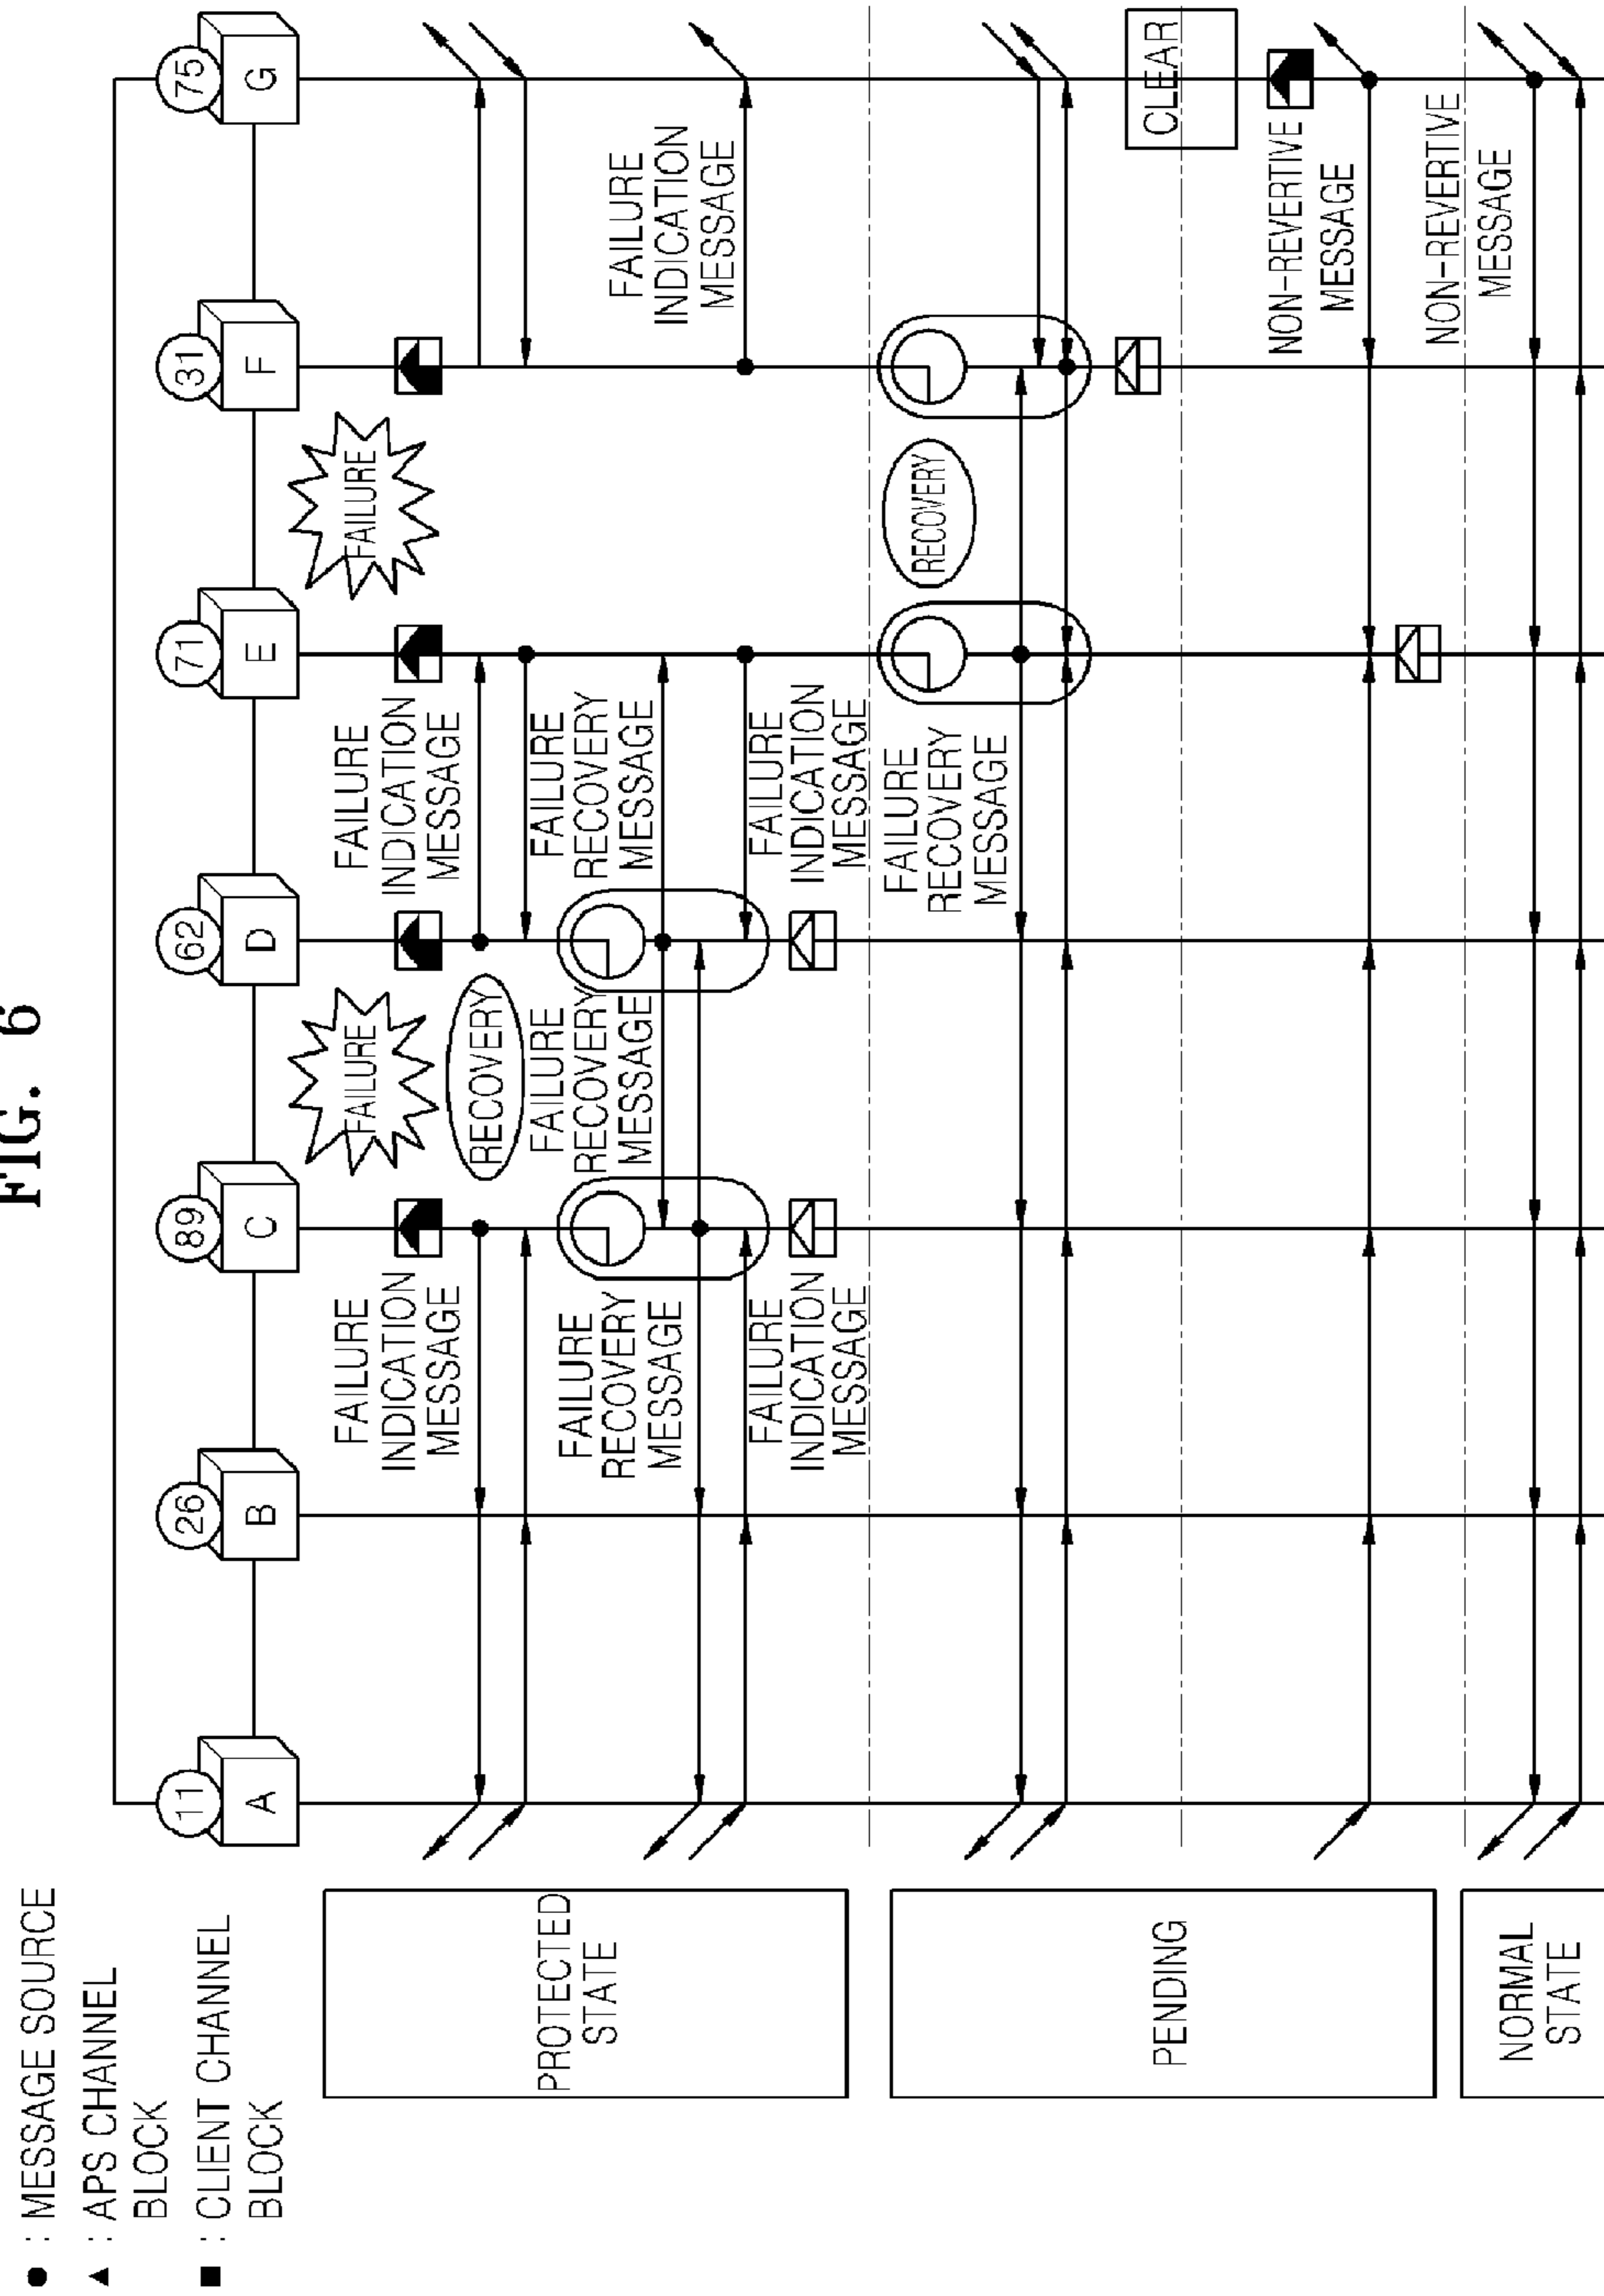 FIG. 6
● : MESSAGE SOURCE
▲ : APS CHANNEL
BLOCK
■ : CLIENT CHANNEL
BLOCK
11
A
26
B
89
C
62
D
71
E
31
F
75
G
PROTECTED
STATE
FAILURE
FAILURE
FAILURE
INDICATION
MESSAGE
FAILURE
INDICATION
MESSAGE
RECOVERY
FAILURE
RECOVERY
MESSAGE
FAILURE
RECOVERY
MESSAGE
FAILURE
RECOVERY
MESSAGE
FAILURE
INDICATION
MESSAGE
FAILURE
INDICATION
MESSAGE
FAILURE
INDICATION
MESSAGE
PENDING
FAILURE
RECOVERY
MESSAGE
RECOVERY
CLEAR
NON-REVERTIVE
MESSAGE
NORMAL
STATE
NON-REVERTIVE
MESSAGE